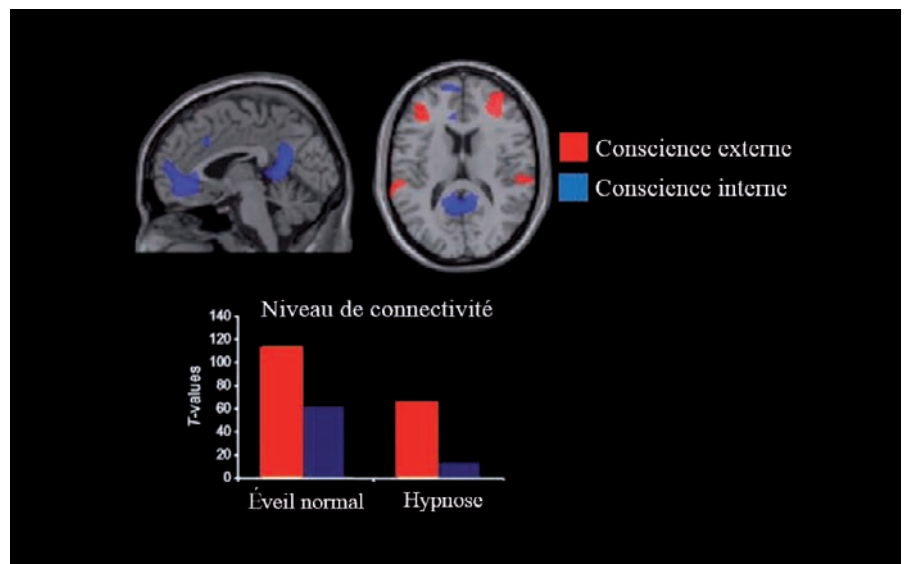 Conscience externe
Conscience interne
Niveau de connectivité
T-values
140
120
100
80
60
40
20
0
Éveil normal
Hypnose